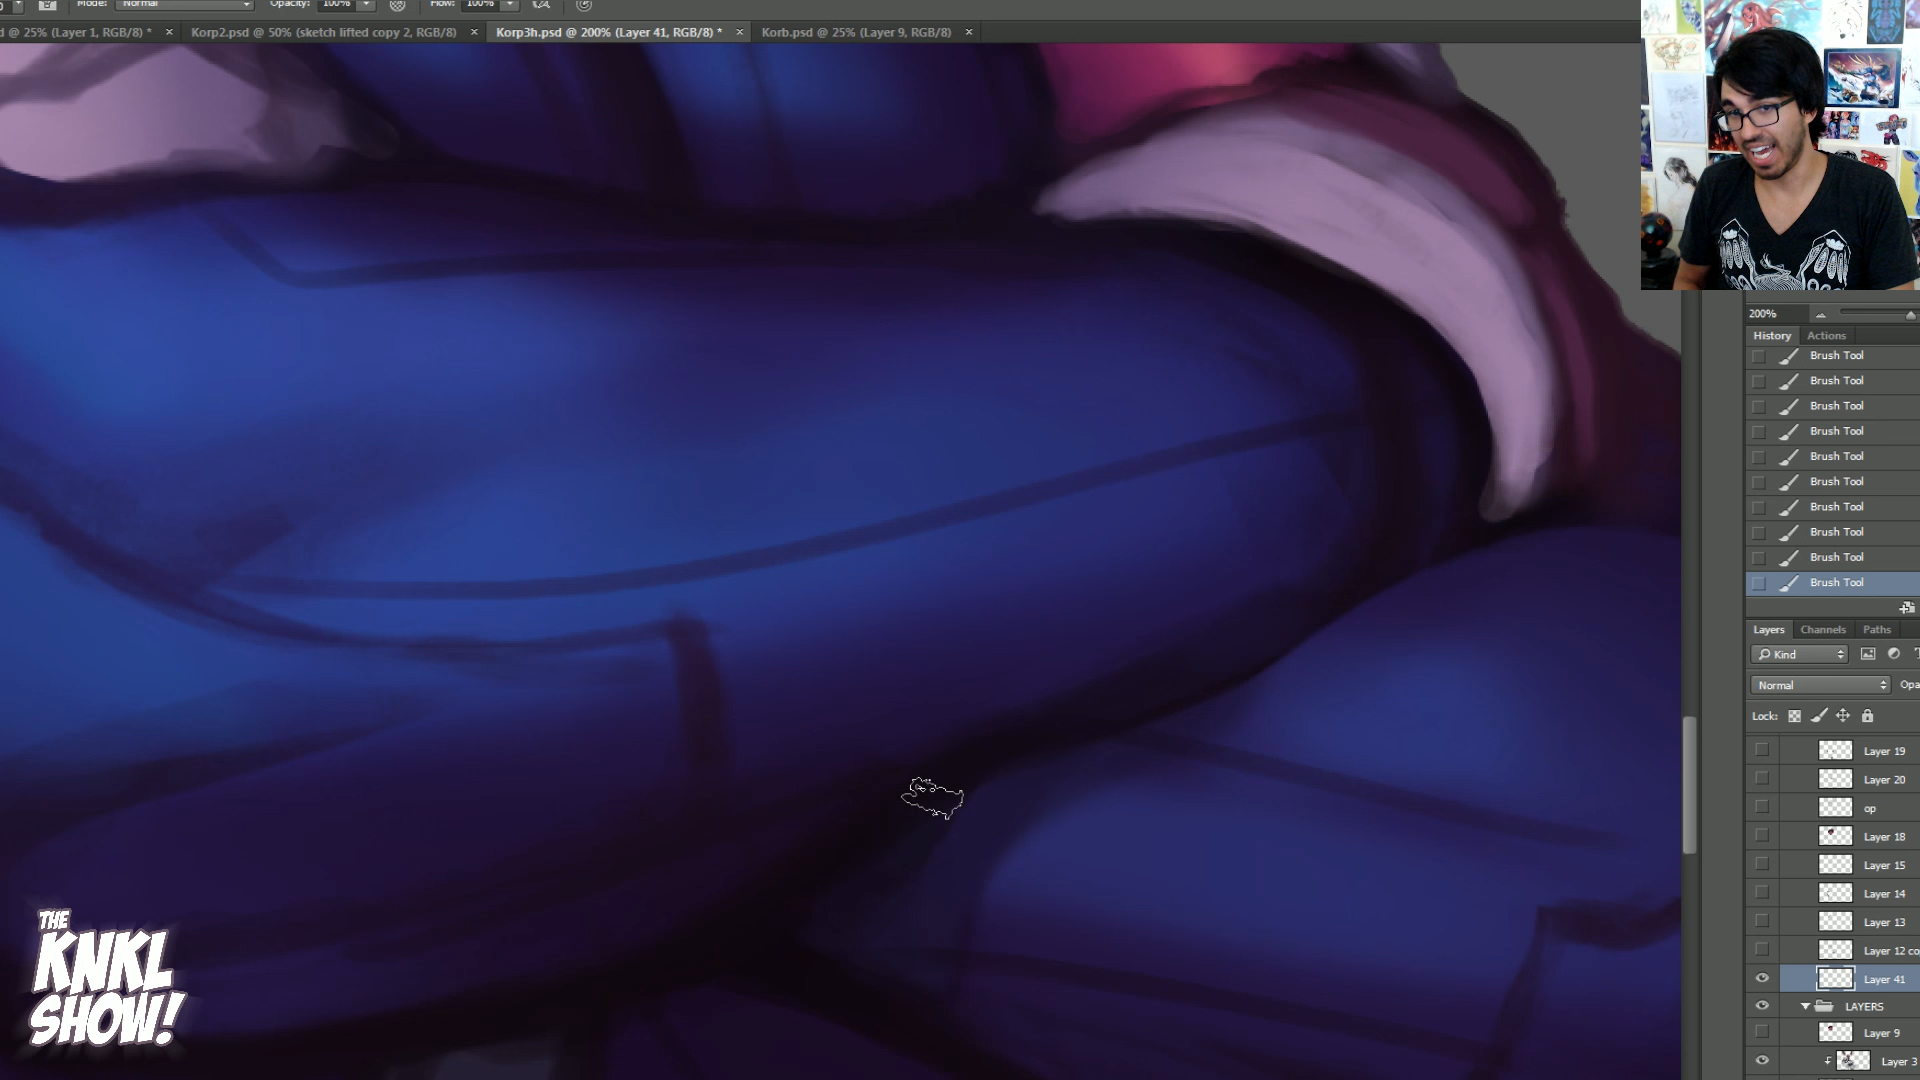 Mode: Normal Opacity: 100% Flow: 100%
d @ 25% (Layer 1, RGB/8) * × Korp2.psd @ 50% (sketch lifted copy 2, RGB/8) × Korp3h.psd @ 200% (Layer 41, RGB/8) * × Korb.psd @ 25% (Layer 9, RGB/8) ×
200%
History Actions
Brush Tool
Brush Tool
Brush Tool
Brush Tool
Brush Tool
Brush Tool
Brush Tool
Brush Tool
Brush Tool
Brush Tool
Layers Channels Paths
Kind
Normal Opa
Lock:
Layer 19
Layer 20
op
Layer 18
Layer 15
Layer 14
Layer 13
Layer 12 co
Layer 41
LAYERS
Layer 9
Layer 3
THE
KNKL
SHOW!